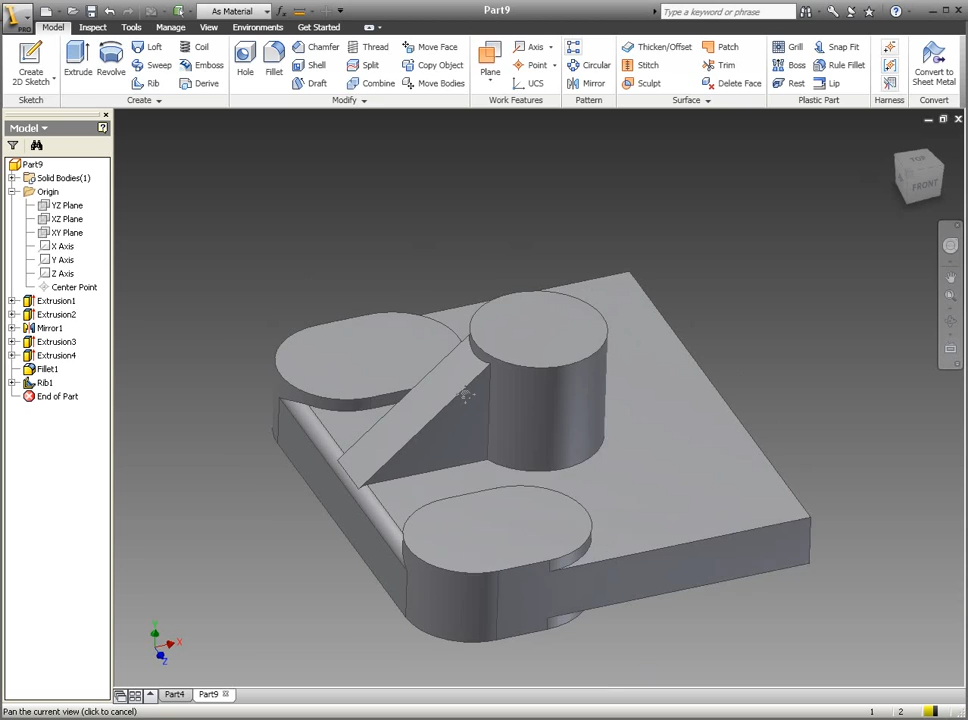 PRO
As Material
Part9
Type a keyword or phrase
Model
Inspect
Tools
Manage
View
Environments
Get Started
Create
2D Sketch
Sketch
Extrude
Revolve
Loft
Sweep
Rib
Coil
Emboss
Derive
Create
Hole
Fillet
Chamfer
Shell
Draft
Thread
Split
Combine
Move Face
Copy Object
Move Bodies
Modify
Plane
Axis
Point
UCS
Work Features
Circular
Mirror
Pattern
Thicken/Offset
Stitch
Sculpt
Patch
Trim
Delete Face
Surface
Grill
Boss
Rest
Snap Fit
Rule Fillet
Lip
Plastic Part
Harness
Convert to
Sheet Metal
Convert
Model
Part9
Solid Bodies(1)
Origin
YZ Plane
XZ Plane
XY Plane
X Axis
Y Axis
Z Axis
Center Point
Extrusion1
Extrusion2
Mirror1
Extrusion3
Extrusion4
Fillet1
Rib1
End of Part
TOP
FRONT
Y
X
Z
Part4
Part9
Pan the current view (click to cancel)
1
2